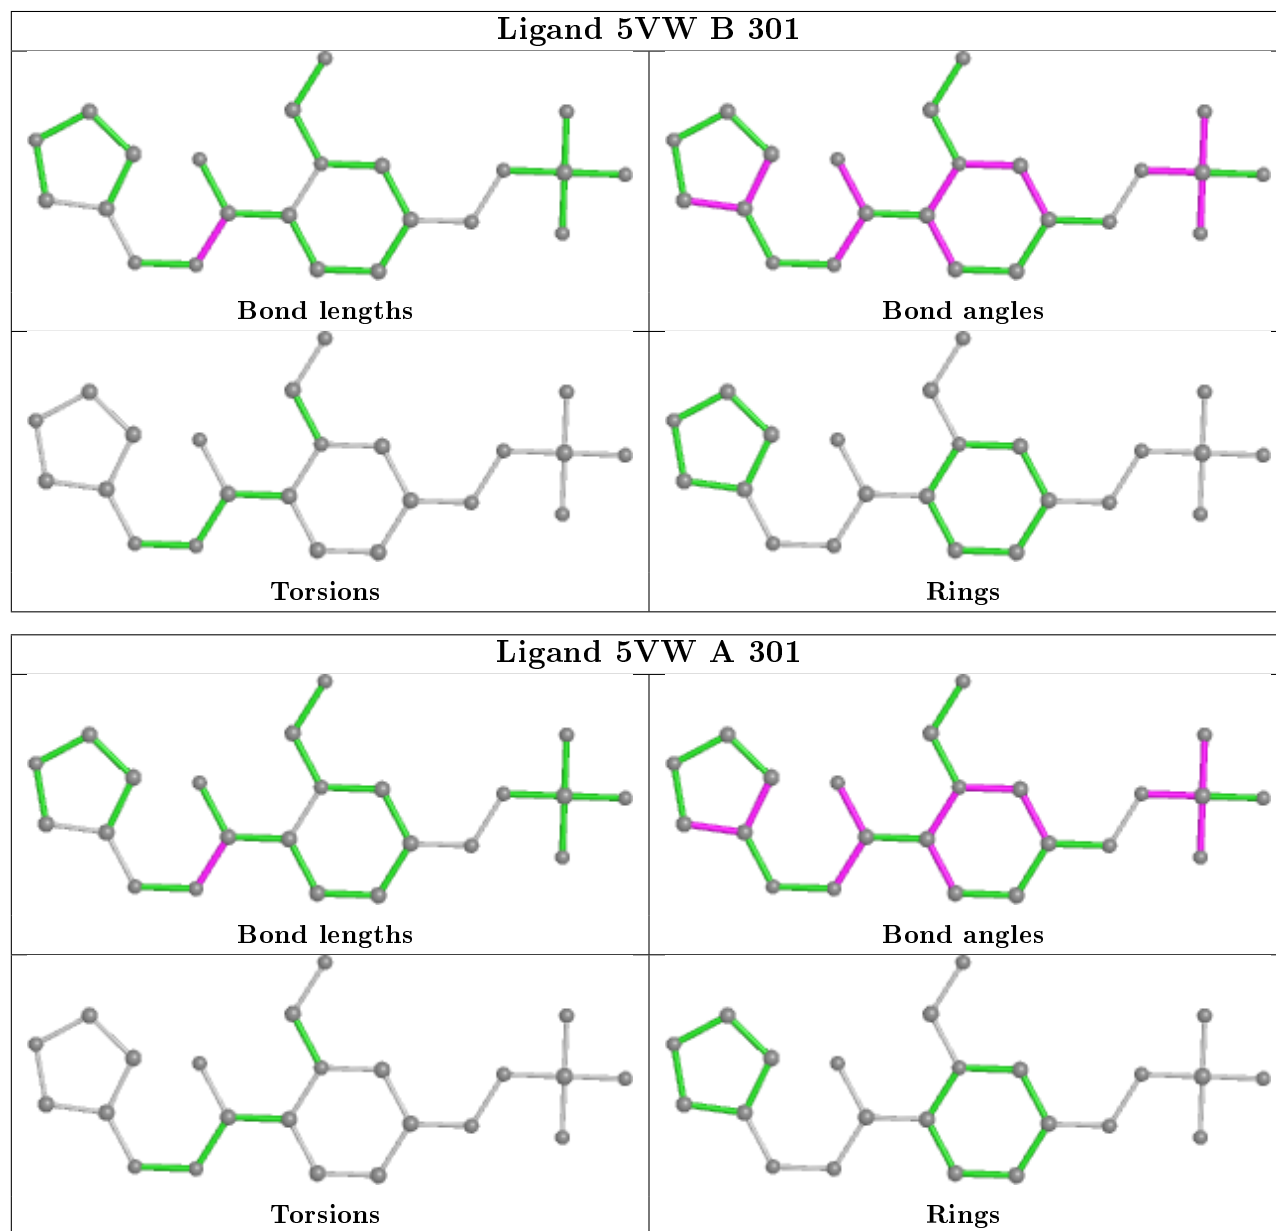 Ligand 5VW B 301
Bond lengths
Bond angles
Torsions
Rings
Ligand 5VW A 301
Bond lengths
Bond angles
Torsions
Rings